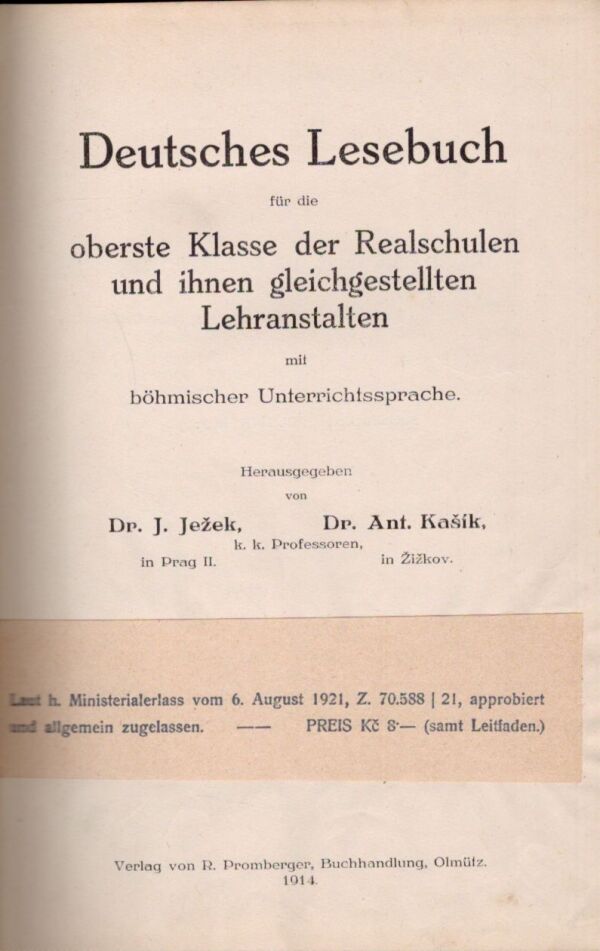 Deutsches Lesebuch
für die
oberste Klasse der Realschulen
und ihnen gleichgestellten
Lehranstalten
mit
böhmischer Unterrichtssprache.
Herausgegeben
von
Dr. J. Ježek, Dr. Ant. Kašík,
k. k. Professoren,
in Prag II. in Žižkov.
Laut h. Ministerialerlass vom 6. August 1921, Z. 70.588 | 21, approbiert
und allgemein zugelassen. —— PREIS Kč 8·— (samt Leitfaden.)
Verlag von R. Promberger, Buchhandlung, Olmütz.
1914.